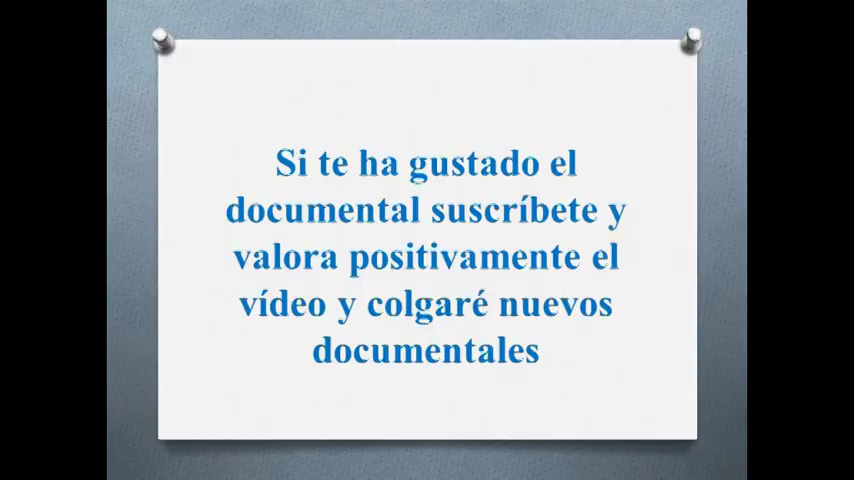 Si te ha gustado el
documental suscríbete y
valora positivamente el
vídeo y colgaré nuevos
documentales